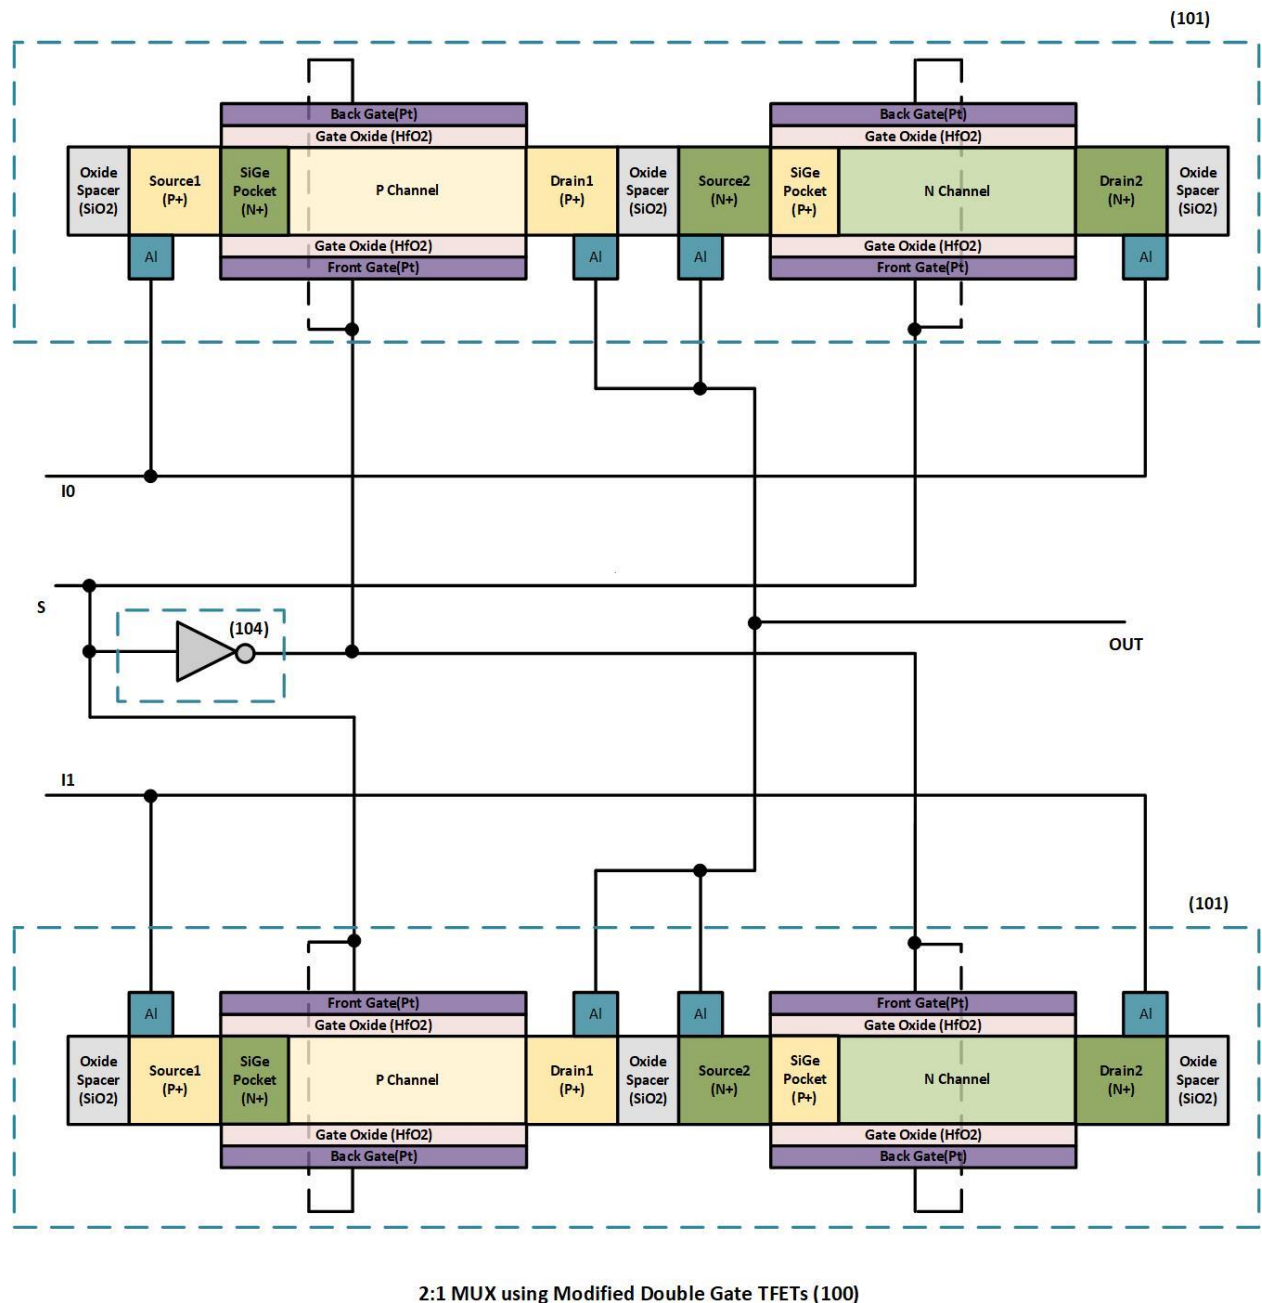 (101)
Back Gate(Pt)
Back Gate(Pt)
Gate Oxide (HfO2)
Gate Oxide (HfO2)
Oxide
Spacer
(SiO2)
Source1
(P+)
SiGe
Pocket
(N+)
P Channel
Drain1
(P+)
Oxide
Spacer
(SiO2)
Source2
(N+)
SiGe
Pocket
(P+)
N Channel
Drain2
(N+)
Oxide
Spacer
(SiO2)
Gate Oxide (HfO2)
Gate Oxide (HfO2)
Al
Front Gate(Pt)
Al
Al
Front Gate(Pt)
Al
I0
S
(104)
OUT
I1
(101)
Al
Front Gate(Pt)
Al
Al
Front Gate(Pt)
Al
Gate Oxide (HfO2)
Gate Oxide (HfO2)
Oxide
Spacer
(SiO2)
Source1
(P+)
SiGe
Pocket
(N+)
P Channel
Drain1
(P+)
Oxide
Spacer
(SiO2)
Source2
(N+)
SiGe
Pocket
(P+)
N Channel
Drain2
(N+)
Oxide
Spacer
(SiO2)
Gate Oxide (HfO2)
Gate Oxide (HfO2)
Back Gate(Pt)
Back Gate(Pt)
2:1 MUX using Modified Double Gate TFETs (100)